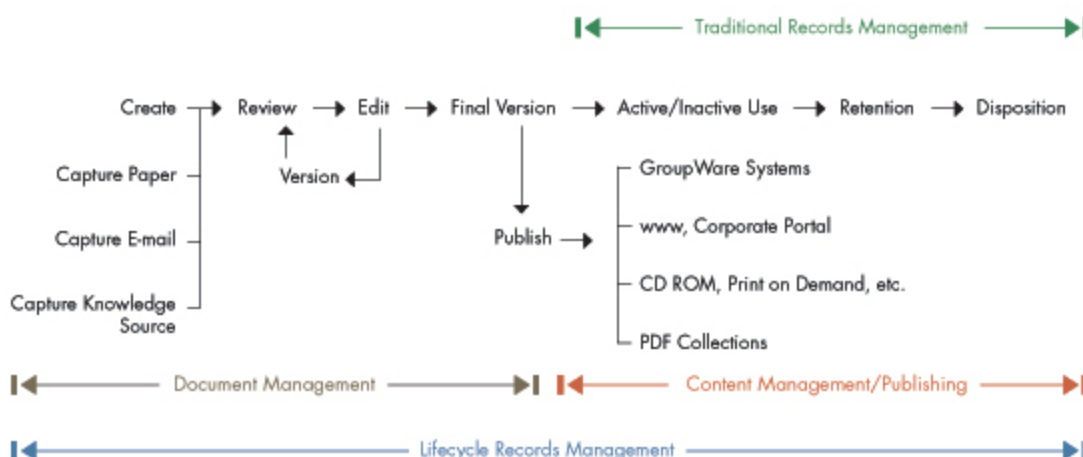 Traditional Records Management
Create Review Edit Final Version Active/Inactive Use Retention Disposition
Capture Paper Version GroupWare Systems
Capture E-mail Publish www, Corporate Portal
Capture Knowledge
Source
CD ROM, Print on Demand, etc.
PDF Collections
Document Management Content Management/Publishing
Lifecycle Records Management